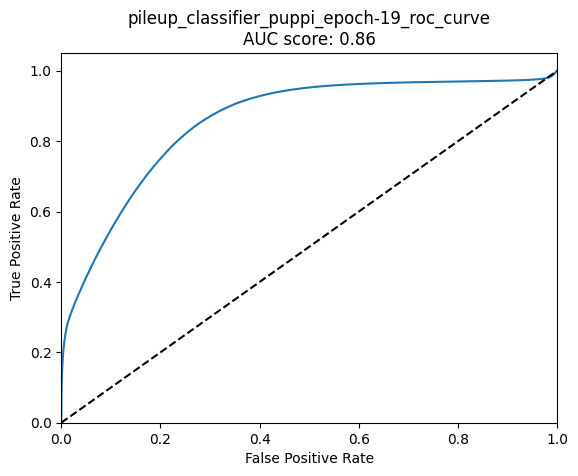 pileup_classifier_puppi_epoch-19_roc_curve
AUC score: 0.86
1.0
0.8
0.6
0.4
0.2
0.0
True Positive Rate
0.0 0.2 0.4 0.6 0.8 1.0
False Positive Rate